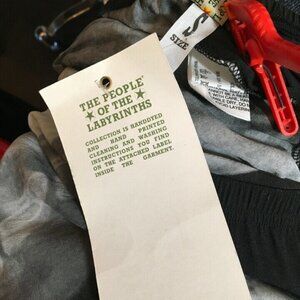 THE PEOPLE
OF THE
LABYRINTHS
COLLECTION IS HANDDYED
AND HAND PRINTED
CLEANING AND WASHING
INSTRUCTIONS YOU FIND
ON THE ATTACHED LABEL
INSIDE THE GARMENT.
S
SIZE